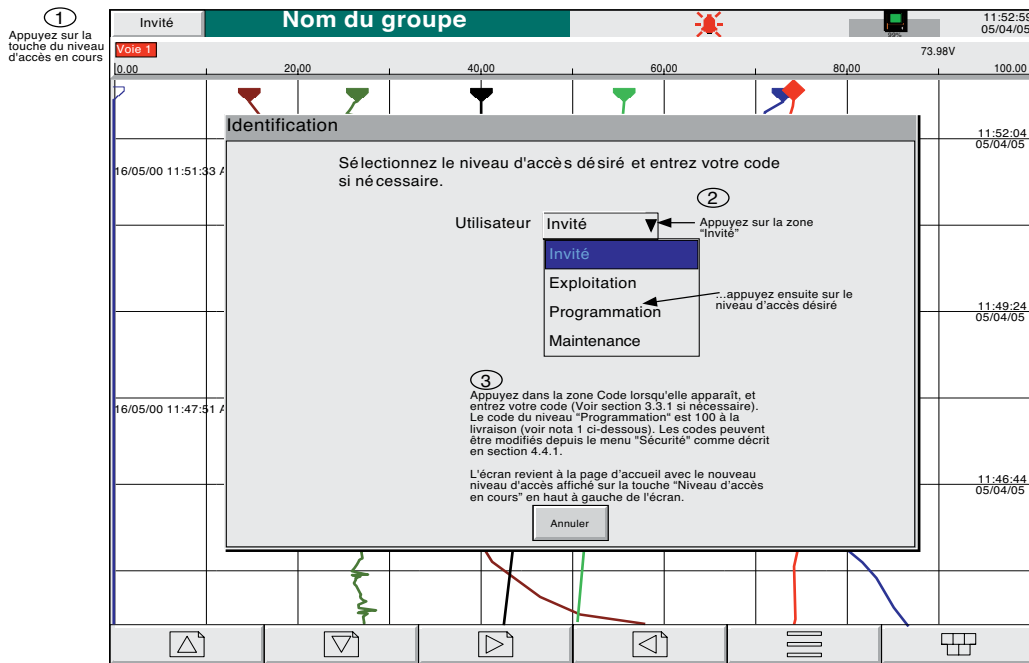 1
Appuyez sur la
touche du niveau
d'accès en cours
Invité
Nom du groupe
99%
11:52:59
05/04/05
Voie 1
73.98V
0.00 20,00 40,00 60,00 80,00 100.00
11:52:04
05/04/05
Identification
16/05/00 11:51:33
Sélectionnez le niveau d'accès désiré et entrez votre code
si nécessaire.
2
Utilisateur Invité
Appuyez sur la zone
“Invité”
Invité
Exploitation
Programmation
Maintenance
...appuyez ensuite sur le
niveau d'accès désiré
11:49:24
05/04/05
3
Appuyez dans la zone Code lorsqu'elle apparaît, et
entrez votre code (Voir section 3.3.1 si nécessaire).
Le code du niveau "Programmation" est 100 à la
livraison (voir nota 1 ci-dessous). Les codes peuvent
être modifiés depuis le menu "Sécurité" comme décrit
en section 4.4.1.
16/05/00 11:47:51
L'écran revient à la page d’accueil avec le nouveau
niveau d'accès affiché sur la touche “Niveau d’accès
en cours” en haut à gauche de l'écran.
11:46:44
05/04/05
Annuler